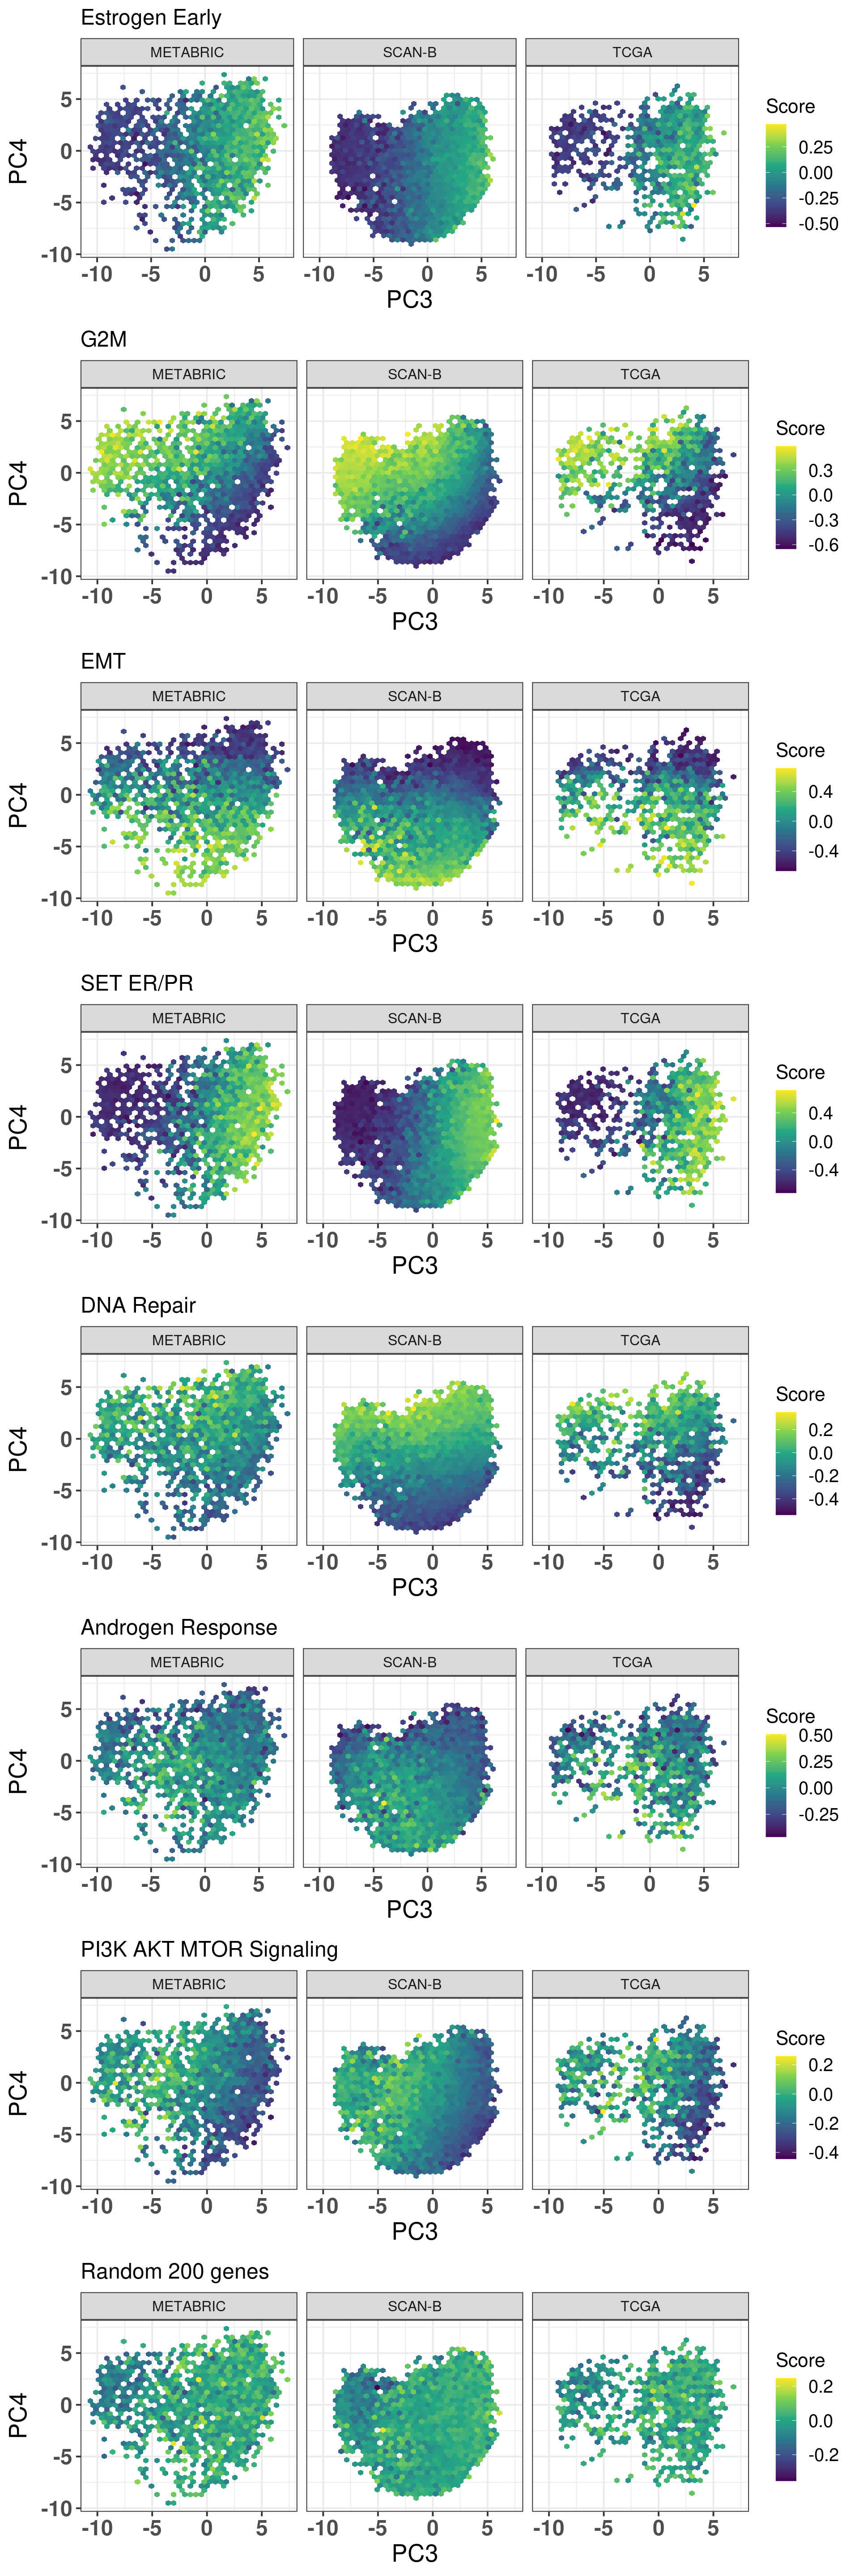 Estrogen Early
METABRIC SCAN-B TCGA
PC4
5
0
-5
-10
-10 -5 0 5 -10 -5 0 5 -10 -5 0 5
PC3
Score
0.25
0.00
-0.25
-0.50
G2M
METABRIC SCAN-B TCGA
PC4
5
0
-5
-10
-10 -5 0 5 -10 -5 0 5 -10 -5 0 5
PC3
Score
0.3
0.0
-0.3
-0.6
EMT
METABRIC SCAN-B TCGA
PC4
5
0
-5
-10
-10 -5 0 5 -10 -5 0 5 -10 -5 0 5
PC3
Score
0.4
0.0
-0.4
SET ER/PR
METABRIC SCAN-B TCGA
PC4
5
0
-5
-10
-10 -5 0 5 -10 -5 0 5 -10 -5 0 5
PC3
Score
0.4
0.0
-0.4
DNA Repair
METABRIC SCAN-B TCGA
PC4
5
0
-5
-10
-10 -5 0 5 -10 -5 0 5 -10 -5 0 5
PC3
Score
0.2
0.0
-0.2
-0.4
Androgen Response
METABRIC SCAN-B TCGA
PC4
5
0
-5
-10
-10 -5 0 5 -10 -5 0 5 -10 -5 0 5
PC3
Score
0.50
0.25
0.00
-0.25
PI3K AKT MTOR Signaling
METABRIC SCAN-B TCGA
PC4
5
0
-5
-10
-10 -5 0 5 -10 -5 0 5 -10 -5 0 5
PC3
Score
0.2
0.0
-0.2
-0.4
Random 200 genes
METABRIC SCAN-B TCGA
PC4
5
0
-5
-10
-10 -5 0 5 -10 -5 0 5 -10 -5 0 5
PC3
Score
0.2
0.0
-0.2